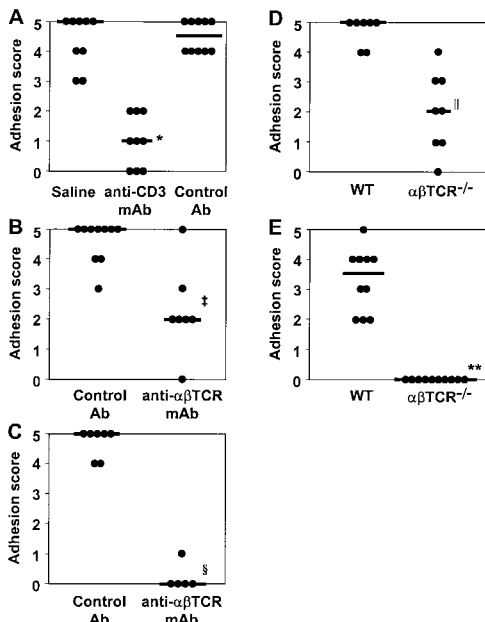 A
Adhesion score
5
4
3
2
1
0
*
Saline anti-CD3 Control
mAb Ab
B
Adhesion score
5
4
3
2
1
0
‡
Control anti-αβTCR
Ab mAb
C
Adhesion score
5
4
3
2
1
0
§
Control anti-αβTCR
Ab mAb
D
Adhesion score
5
4
3
2
1
0
||
WT αβTCR-/-
E
Adhesion score
5
4
3
2
1
0
**
WT αβTCR-/-